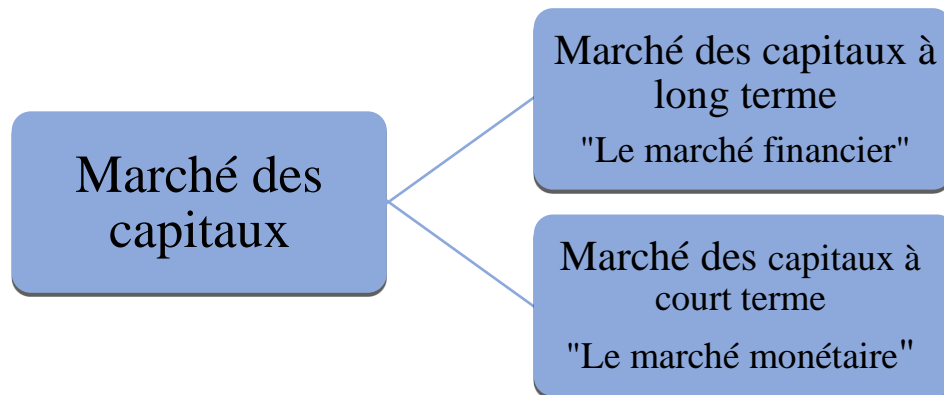 Marché des
capitaux
Marché des capitaux à
long terme
"Le marché financier"
Marché des capitaux à
court terme
"Le marché monétaire"